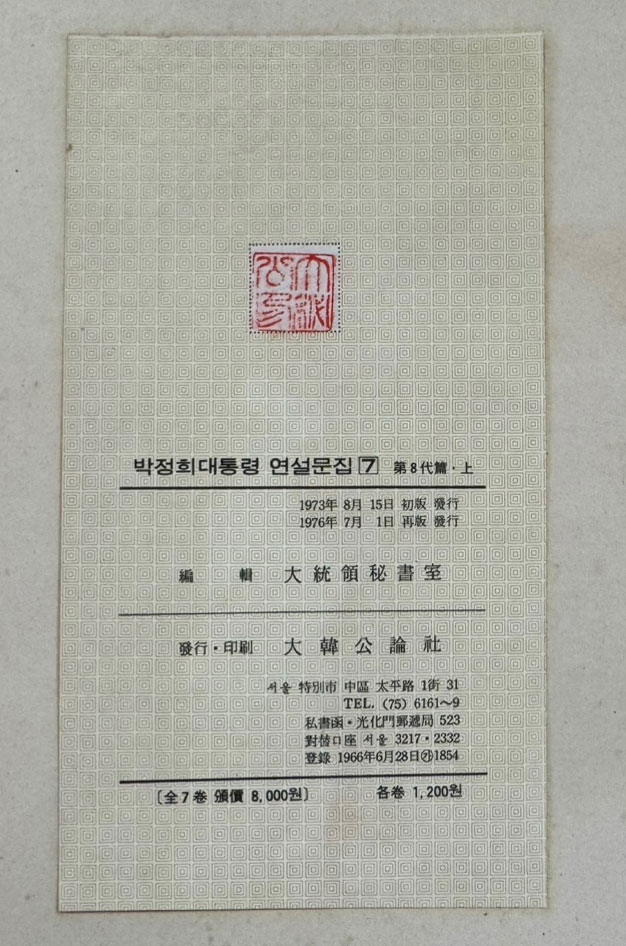 박정희대통령 연설문집 7 第8代篇·上
1973年 8月 15日 初版 發行
1976年 7月 1日 再版 發行
編 輯 大統領秘書室
發行·印刷 大韓公論社
서울 特別市 中區 太平路 1街 31
TEL. (75) 6161~9
私書函·光化門郵遞局 523
對替口座 서울 3217·2332
登錄 1966年6月28日㉮1854
〔全7卷 頒價 8,000원〕 各卷 1,200원